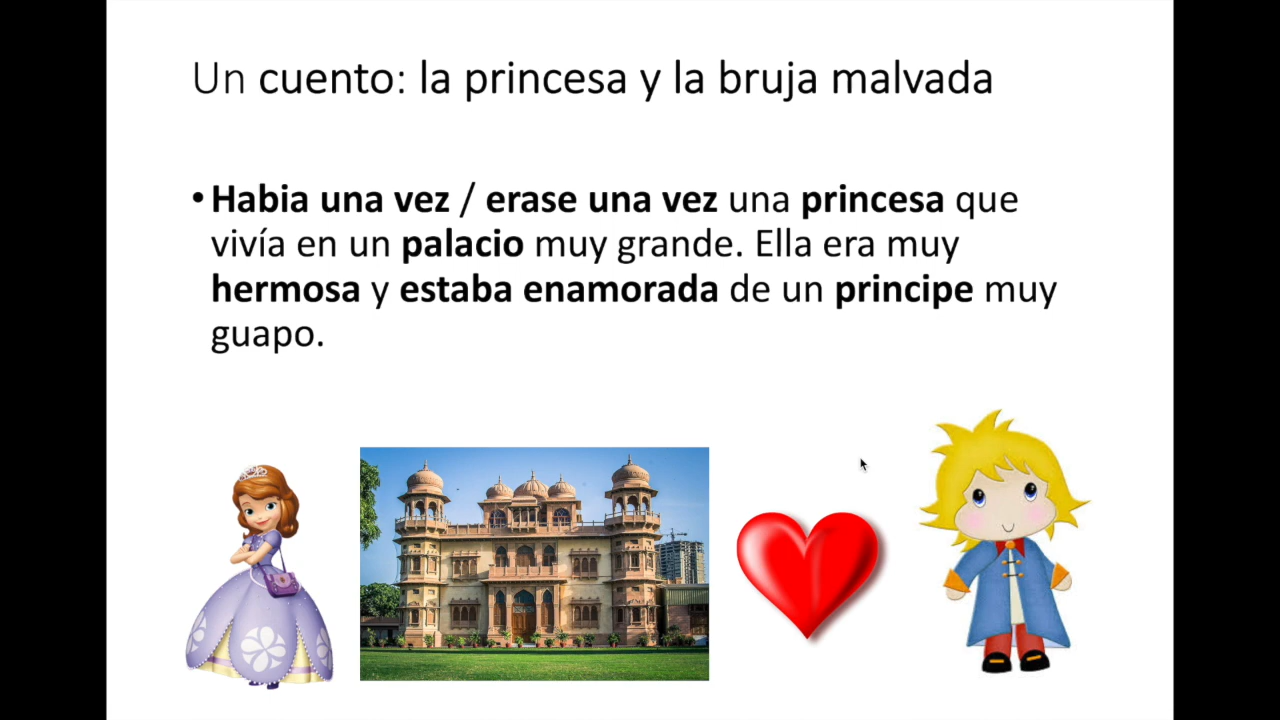 Un cuento: la princesa y la bruja malvada
• Habia una vez / erase una vez una princesa que
vivía en un palacio muy grande. Ella era muy
hermosa y estaba enamorada de un principe muy
guapo.